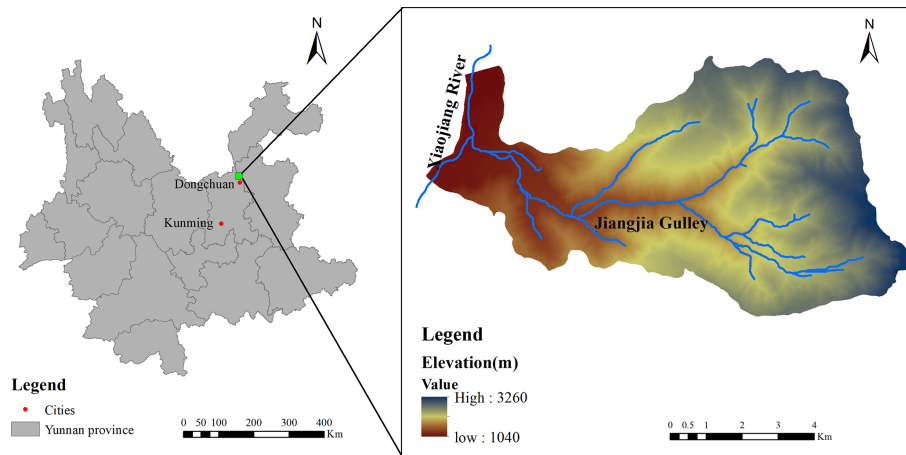 N
Dongchuan
Kunming
Legend
Cities
Yunnan province
0 50 100 200 300 400
Km
N
Xiaojiang River
Jiangjia Gulley
Legend
Elevation(m)
Value
High : 3260
low : 1040
0 0.5 1 2 3 4
Km